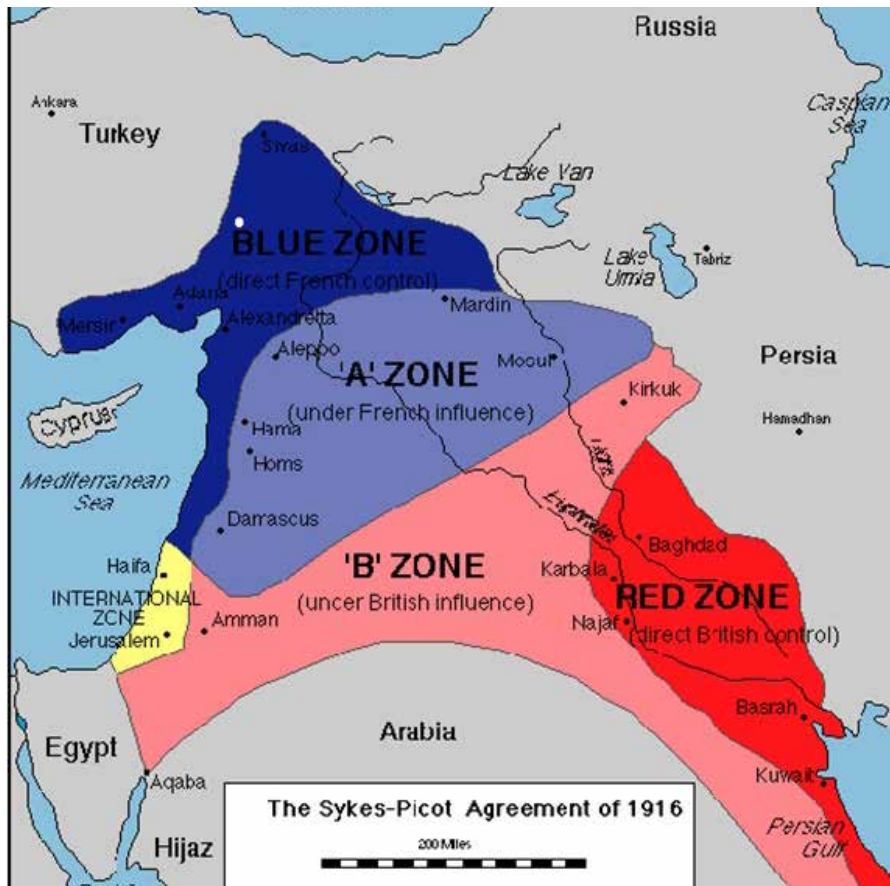 Russia
Ankara
Caspian
Sea
Turkey
Sivas
Lake Van
BLUE ZONE
(direct French control)
Lake
Urmia
Tabriz
Adana
Mersin
Alexandretta
Mardin
Aleppo
Mosul
Persia
'A' ZONE
(under French influence)
Kirkuk
Cyprus
Hama
Hamadhan
Homs
Mediterranean
Sea
Damascus
Euphrates
Baghdad
Haifa
'B' ZONE
(uncer British influence)
Karbala
INTERNATIONAL
ZCNE
RED ZONE
(direct British control)
Najaf
Jerusalem
Amman
Basrah
Egypt
Arabia
Aqaba
Kuwait
The Sykes-Picot Agreement of 1916
200 Miles
Persian
Gulf
Hijaz